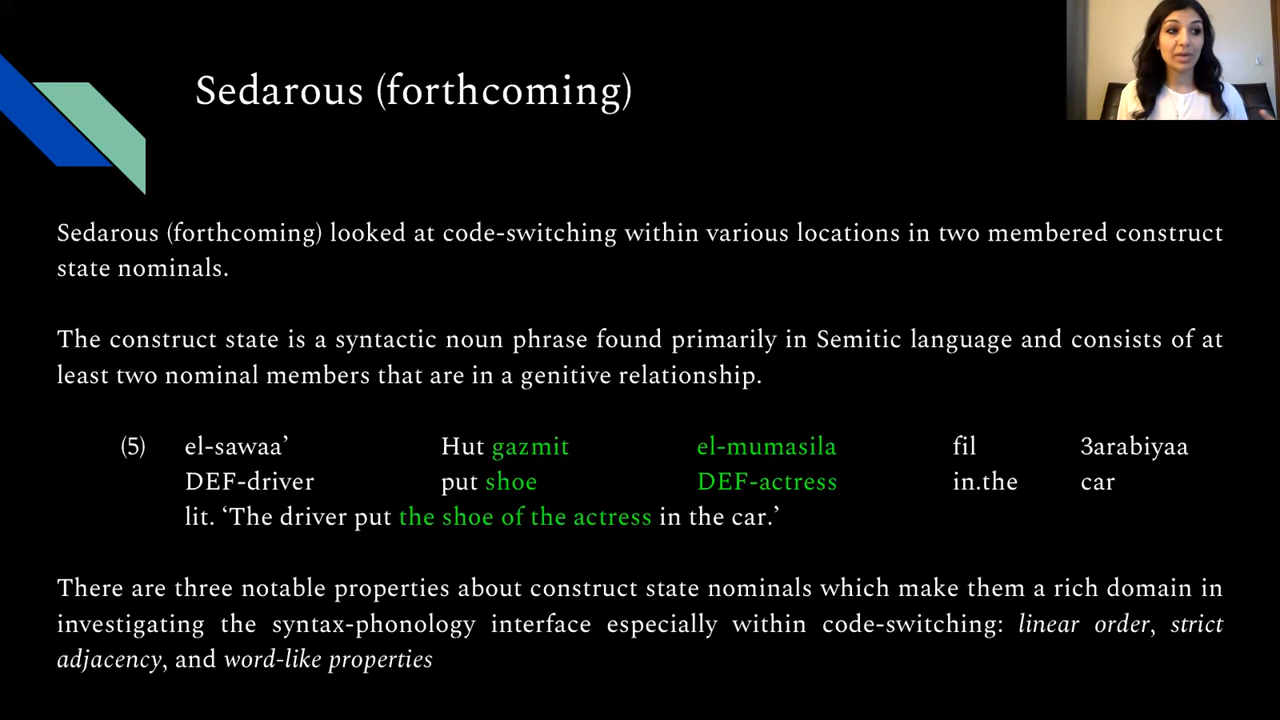 Sedarous (forthcoming)
Sedarous (forthcoming) looked at code-switching within various locations in two membered construct
state nominals.
The construct state is a syntactic noun phrase found primarily in Semitic language and consists of at
least two nominal members that are in a genitive relationship.
(5) el-sawaa’ Hut gazmit el-mumasila fil 3arabiyaa
DEF-driver put shoe DEF-actress in.the car
lit. ‘The driver put the shoe of the actress in the car.’
There are three notable properties about construct state nominals which make them a rich domain in
investigating the syntax-phonology interface especially within code-switching: linear order, strict
adjacency, and word-like properties